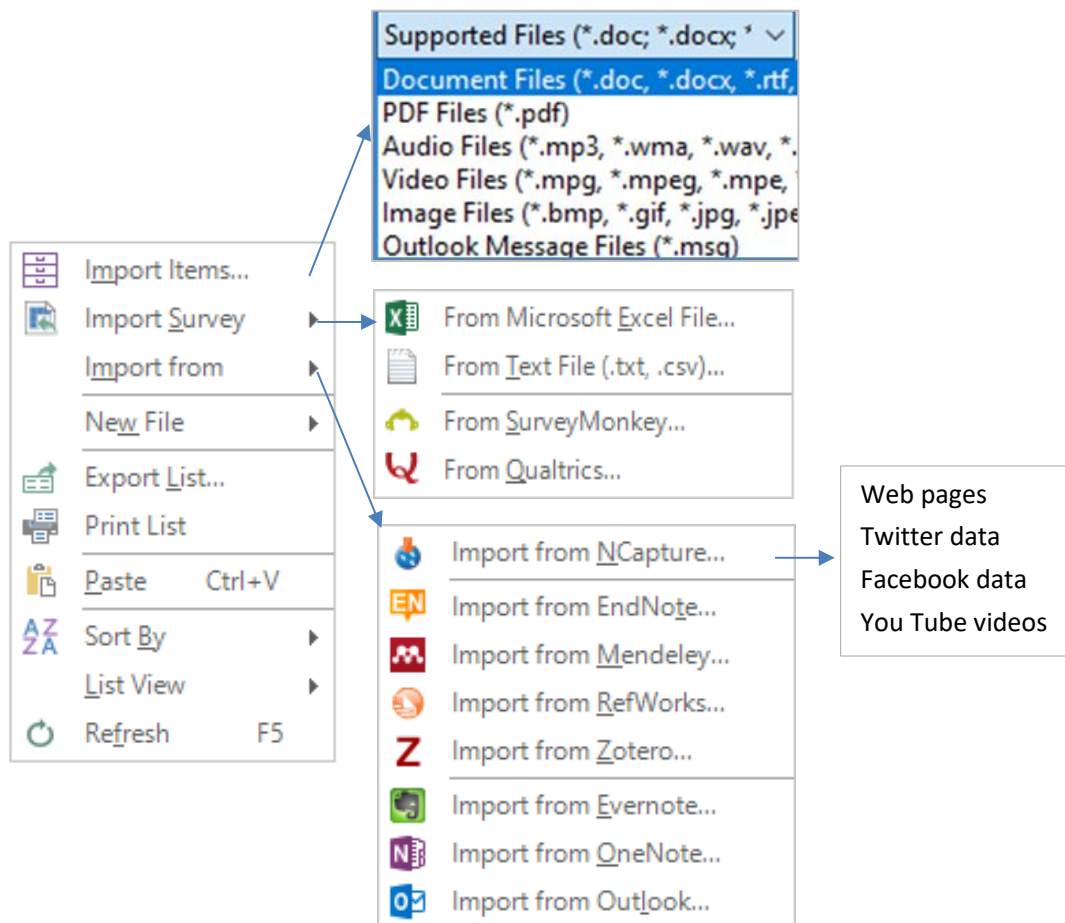 Supported Files (*.doc; *.docx; *
Document Files (*.doc, *.docx, *.rtf,
PDF Files (*.pdf)
Audio Files (*.mp3, *.wma, *.wav, *.
Video Files (*.mpg, *.mpeg, *.mpe, *
Image Files (*.bmp, *.gif, *.jpg, *.jpe
Outlook Message Files (*.msg)
Import Items...
Import Survey
Import from
New File
Export List...
Print List
Paste Ctrl+V
Sort By
List View
Refresh F5
From Microsoft Excel File...
From Text File (.txt, .csv)...
From SurveyMonkey...
From Qualtrics...
Import from NCapture...
Import from EndNote...
Import from Mendeley...
Import from RefWorks...
Import from Zotero...
Import from Evernote...
Import from OneNote...
Import from Outlook...
Web pages
Twitter data
Facebook data
You Tube videos